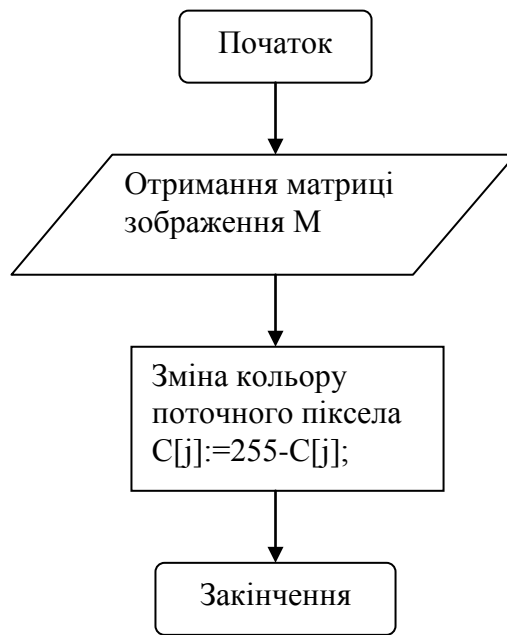 Початок
Отримання матриці
зображення М
Зміна кольору
поточного піксела
C[j]:=255-C[j];
Закінчення